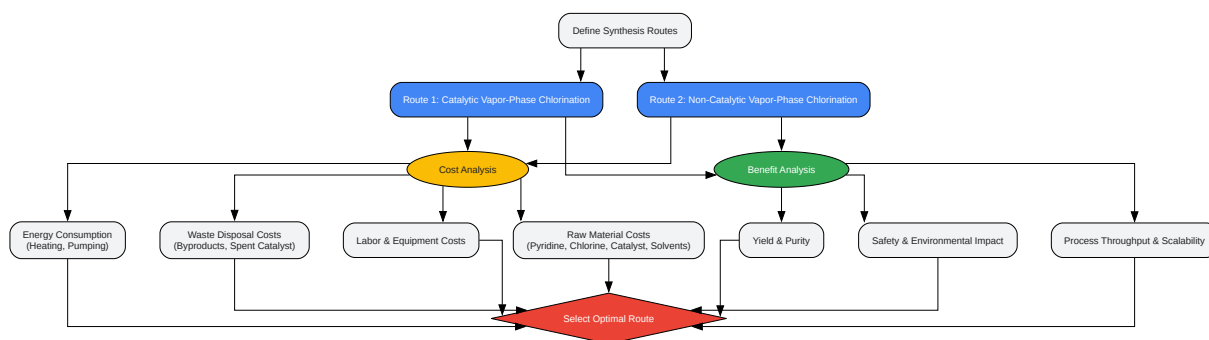 Define Synthesis Routes
Route 1: Catalytic Vapor-Phase Chlorination
Route 2: Non-Catalytic Vapor-Phase Chlorination
Cost Analysis
Benefit Analysis
Energy Consumption
(Heating, Pumping)
Waste Disposal Costs
(Byproducts, Spent Catalyst)
Labor & Equipment Costs
Raw Material Costs
(Pyridine, Chlorine, Catalyst, Solvents)
Yield & Purity
Safety & Environmental Impact
Process Throughput & Scalability
Select Optimal Route